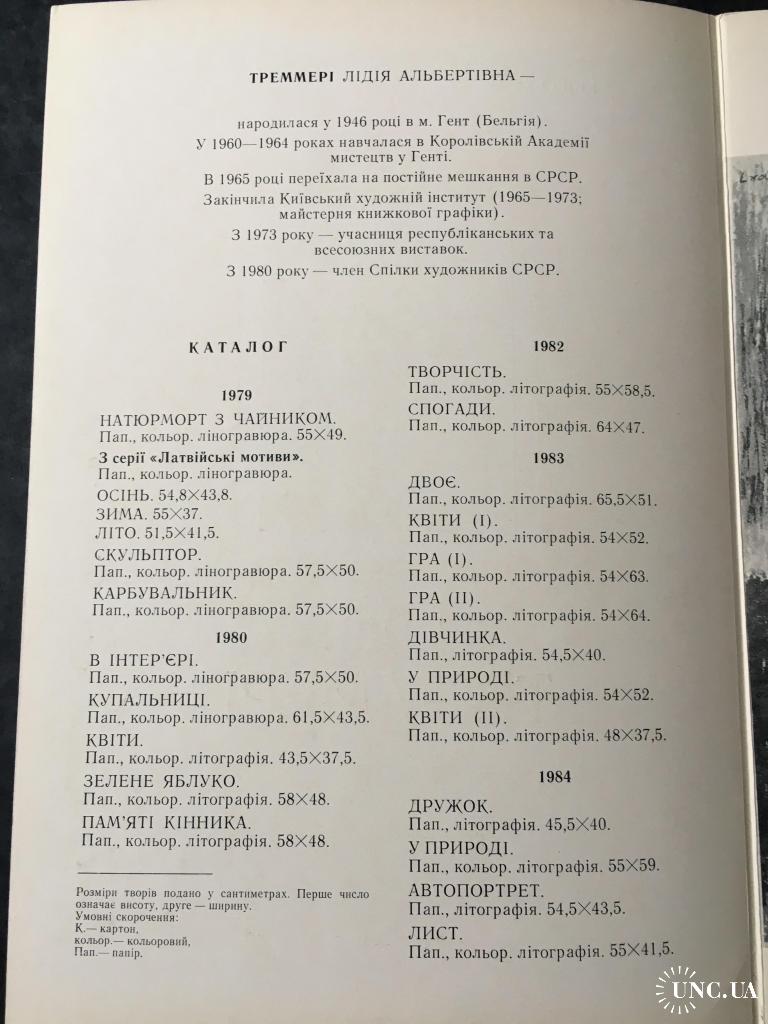 ТРЕММЕРІ ЛІДІЯ АЛЬБЕРТІВНА —
народилася у 1946 році в м. Гент (Бельгія).
У 1960—1964 роках навчалася в Королівській Академії
мистецтв у Генті.
В 1965 році переїхала на постійне мешкання в СРСР.
Закінчила Київський художній інститут (1965—1973;
майстерня книжкової графіки).
З 1973 року — учасниця республіканських та
всесоюзних виставок.
З 1980 року — член Спілки художників СРСР.
КАТАЛОГ
1979
НАТЮРМОРТ З ЧАЙНИКОМ.
Пап., кольор. ліногравюра. 55×49.
З серії «Латвійські мотиви».
Пап., кольор. ліногравюра.
ОСІНЬ. 54,8×43,8.
ЗИМА. 55×37.
ЛІТО. 51,5×41,5.
СКУЛЬПТОР.
Пап., кольор. ліногравюра. 57,5×50.
КАРБУВАЛЬНИК.
Пап., кольор. ліногравюра. 57,5×50.
1980
В ІНТЕР'ЄРІ.
Пап., кольор. ліногравюра. 57,5×50.
КУПАЛЬНИЦІ.
Пап., кольор. ліногравюра. 61,5×43,5.
КВІТИ.
Пап., кольор. літографія. 43,5×37,5.
ЗЕЛЕНЕ ЯБЛУКО.
Пап., кольор. літографія. 58×48.
ПАМ'ЯТІ КІННИКА.
Пап., кольор. літографія. 58×48.
Розміри творів подано у сантиметрах. Перше число
означає висоту, друге — ширину.
Умовні скорочення:
К.— картон,
кольор.— кольоровий,
Пап.— папір.
1982
ТВОРЧІСТЬ.
Пап., кольор. літографія. 55×58,5.
СПОГАДИ.
Пап., кольор. літографія. 64×47.
1983
ДВОЄ.
Пап., кольор. літографія. 65,5×51.
КВІТИ (I).
Пап., кольор. літографія. 54×52.
ГРА (I).
Пап., кольор. літографія. 54×63.
ГРА (II).
Пап., кольор. літографія. 54×64.
ДІВЧИНКА.
Пап., літографія. 54,5×40.
У ПРИРОДІ.
Пап., кольор. літографія. 54×52.
КВІТИ (II).
Пап., кольор. літографія. 48×37,5.
1984
ДРУЖОК.
Пап., літографія. 45,5×40.
У ПРИРОДІ.
Пап., кольор. літографія. 55×59.
АВТОПОРТРЕТ.
Пап., літографія. 54,5×43,5.
ЛИСТ.
Пап., кольор. літографія. 55×41,5.
UNC.UA